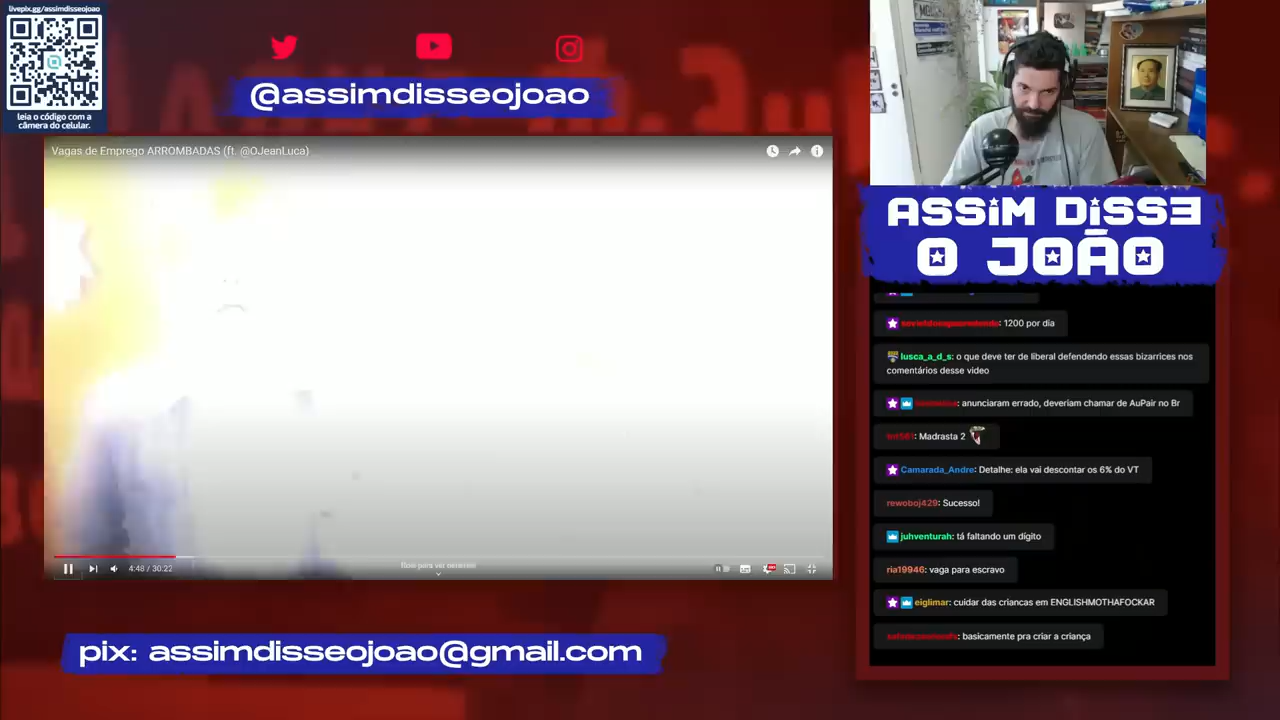 livepix.gg/assimdisseojoao
leia o código com a
câmera do celular.
@assimdisseojoao
Vagas de Emprego ARROMBADAS (ft. @OJeanLuca)
4:48 / 30:22
pix: assimdisseojoao@gmail.com
ASSIM DISSE
O JOÃO
: 1200 por dia
lusca_a_d_s: o que deve ter de liberal defendendo essas bizarrices nos
comentários desse video
: anunciaram errado, deveriam chamar de AuPair no Br
: Madrasta 2
Camarada_Andre: Detalhe: ela vai descontar os 6% do VT
rewoboj429: Sucesso!
juhventurah: tá faltando um dígito
ria19946: vaga para escravo
eiglimar: cuidar das criancas em ENGLISHMOTHAFOCKAR
: basicamente pra criar a criança